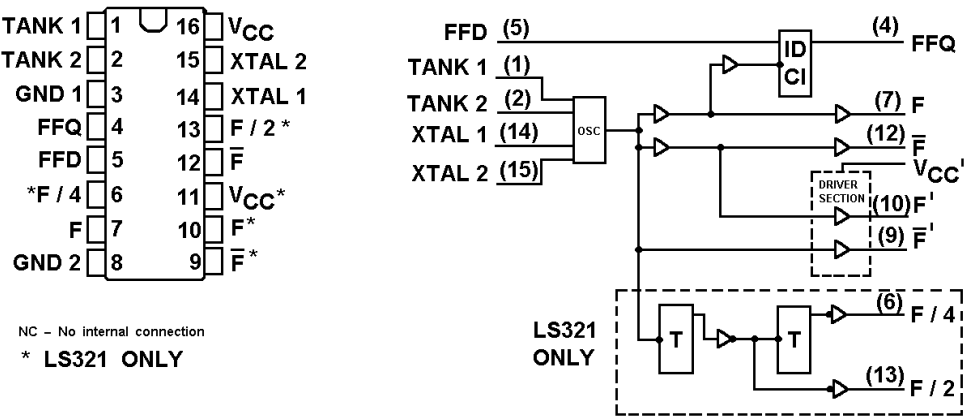 TANK 1 1 16 VCC
TANK 2 2 15 XTAL 2
GND 1 3 14 XTAL 1
FFQ 4 13 F / 2 *
FFD 5 12 F̅
*F / 4 6 11 VCC*
F 7 10 F*
GND 2 8 9 F̅*
NC – No internal connection
* LS321 ONLY
FFD (5)
TANK 1 (1)
TANK 2 (2)
XTAL 1 (14)
XTAL 2 (15)
OSC
ID
CI
(4) FFQ
(7) F
(12) F̅
VCC'
DRIVER
SECTION
(10) F'
(9) F̅'
LS321
ONLY
T
T
(6) F / 4
(13) F / 2